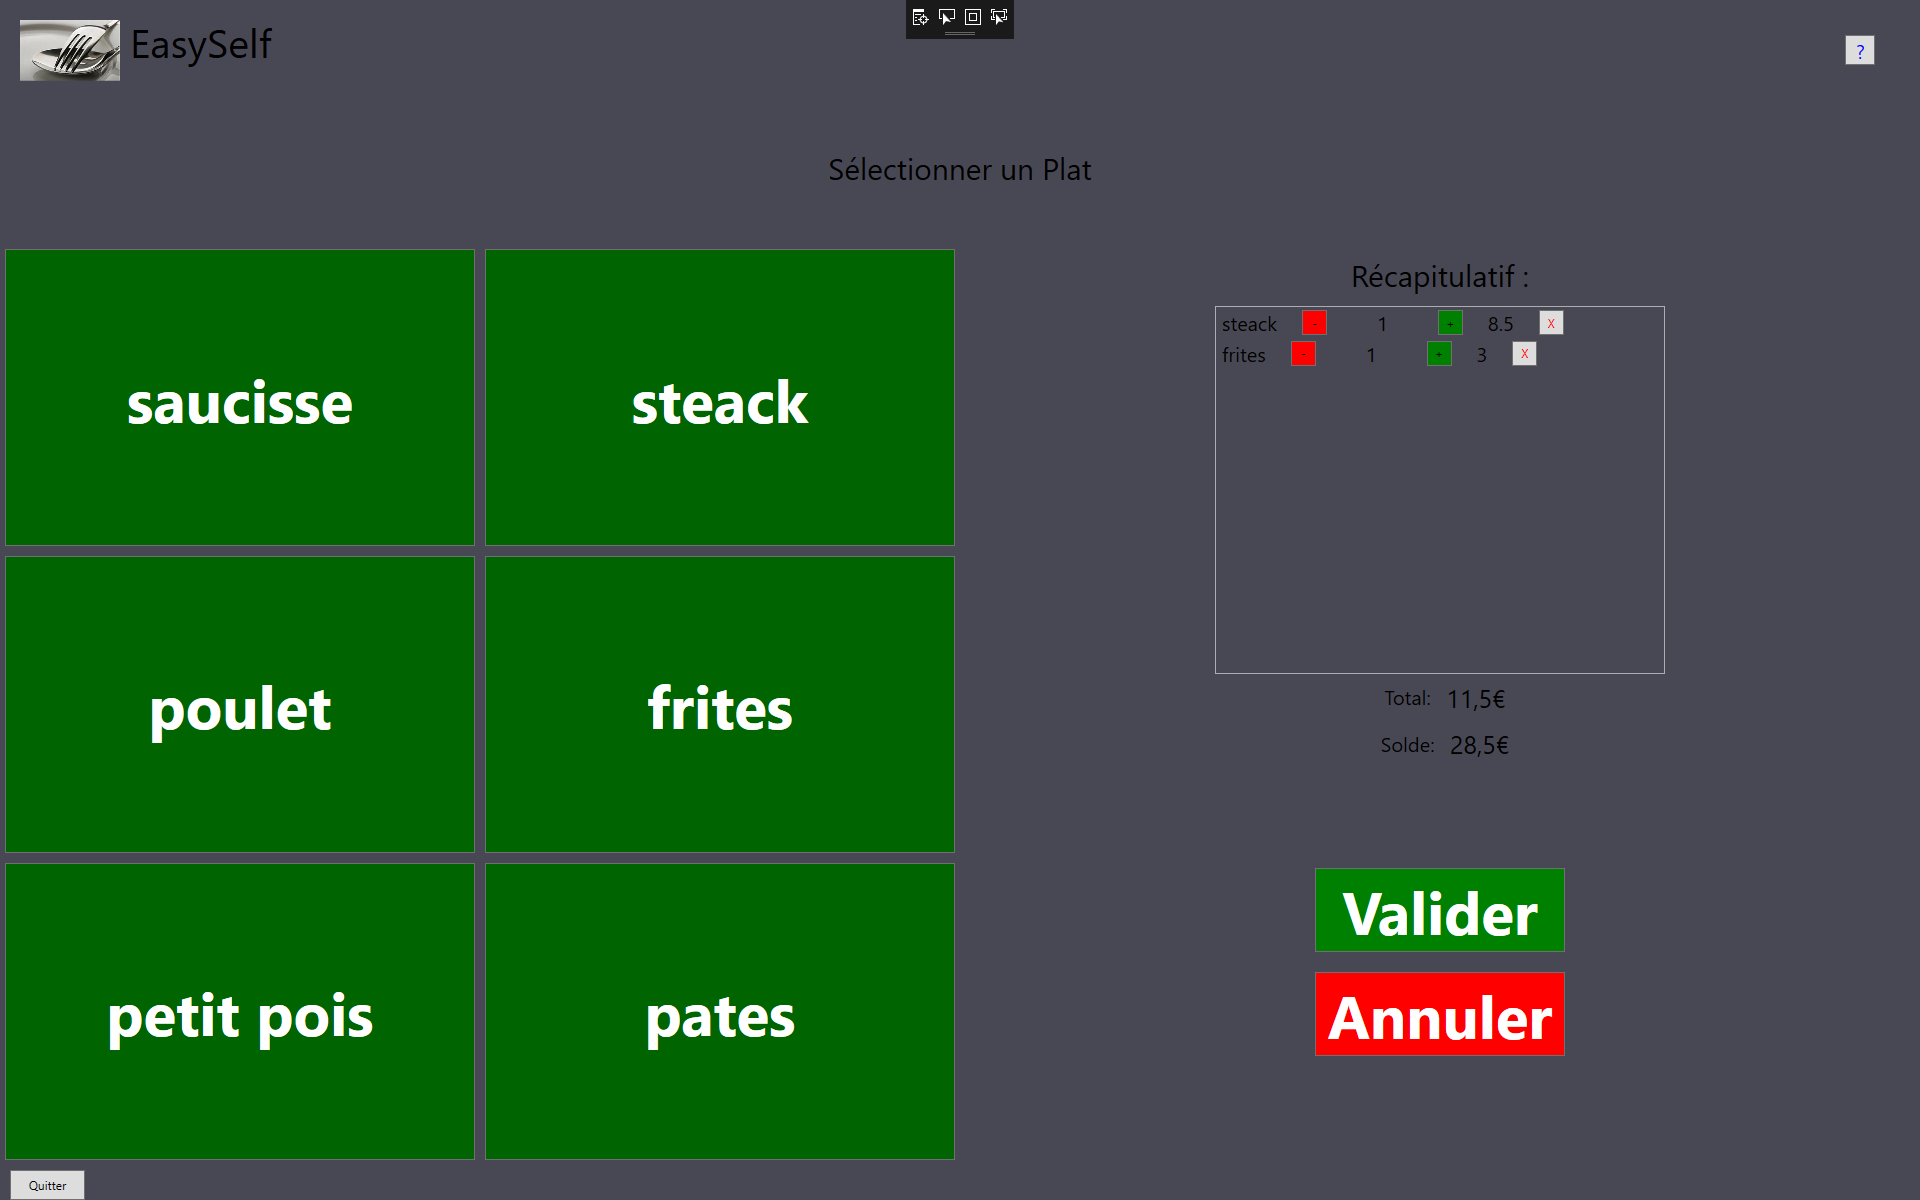 EasySelf
?
Sélectionner un Plat
saucisse
steack
poulet
frites
petit pois
pates
Récapitulatif :
steack - 1 + 8.5 X
frites - 1 + 3 X
Total: 11,5€
Solde: 28,5€
Valider
Annuler
Quitter